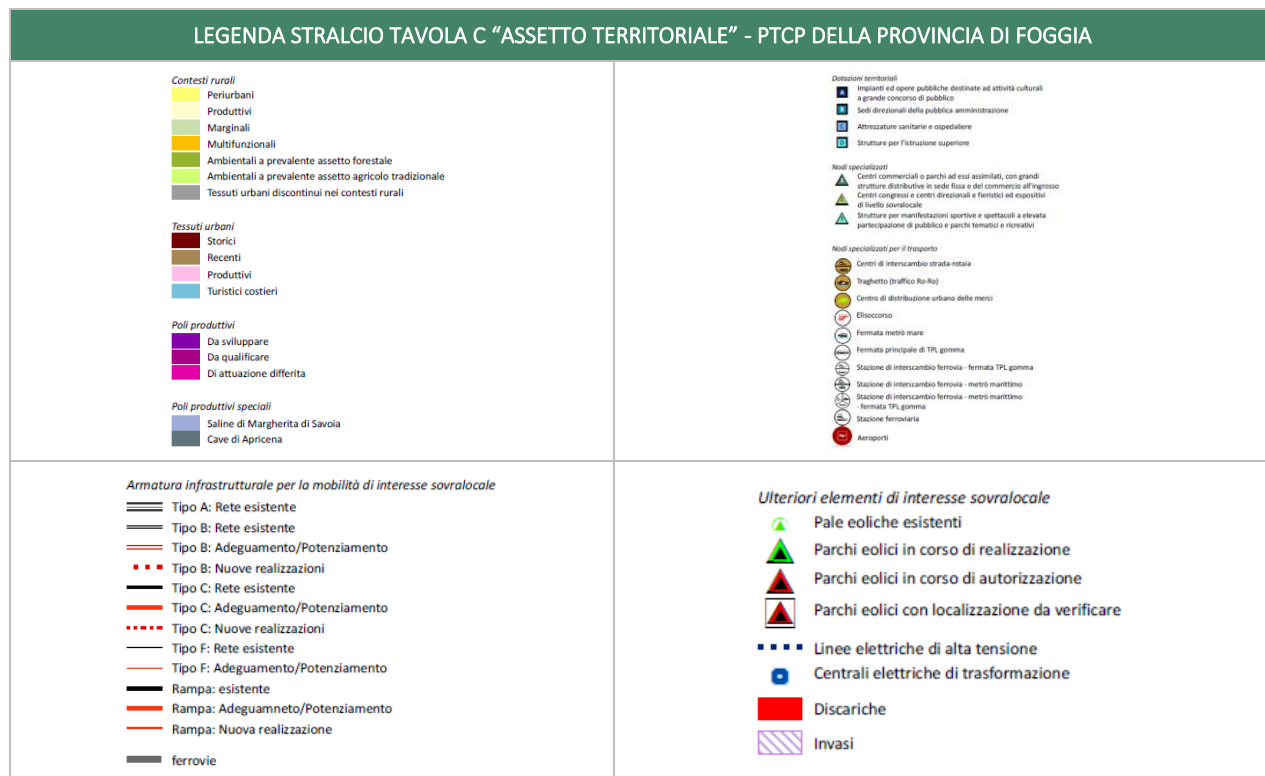 LEGENDA STRALCIO TAVOLA C “ASSETTO TERRITORIALE” - PTCP DELLA PROVINCIA DI FOGGIA
Contesti rurali
Periurbani
Produttivi
Marginali
Multifunzionali
Ambientali a prevalente assetto forestale
Ambientali a prevalente assetto agricolo tradizionale
Tessuti urbani discontinui nei contesti rurali
Tessuti urbani
Storici
Recenti
Produttivi
Turistici costieri
Poli produttivi
Da sviluppare
Da qualificare
Di attuazione differita
Poli produttivi speciali
Saline di Margherita di Savoia
Cave di Apricena
Dotazioni territoriali
Impianti ed opere pubbliche destinate ad attività culturali
a grande concorso di pubblico
Sedi direzionali della pubblica amministrazione
Attrezzature sanitarie e ospedaliere
Strutture per l'istruzione superiore
Nodi specializzati
Centri commerciali o parchi ad essi assimilati, con grandi
strutture distributive in sede fissa e del commercio all'ingrosso
Centri congressi e centri direzionali e fieristici ed espositivi
di livello sovralocale
Strutture per manifestazioni sportive e spettacoli a elevata
partecipazione di pubblico e parchi tematici e ricreativi
Nodi specializzati per il trasporto
Centri di interscambio strada-rotaia
Traghetto (traffico Ro-Ro)
Centro di distribuzione urbano delle merci
Elisoccorso
Fermata metrò mare
Fermata principale di TPL gomma
Stazione di interscambio ferrovia - fermata TPL gomma
Stazione di interscambio ferrovia - metrò marittimo
Stazione di interscambio ferrovia - metrò marittimo
- fermata TPL gomma
Stazione ferroviaria
Aeroporti
Armatura infrastrutturale per la mobilità di interesse sovralocale
Tipo A: Rete esistente
Tipo B: Rete esistente
Tipo B: Adeguamento/Potenziamento
Tipo B: Nuove realizzazioni
Tipo C: Rete esistente
Tipo C: Adeguamento/Potenziamento
Tipo C: Nuove realizzazioni
Tipo F: Rete esistente
Tipo F: Adeguamento/Potenziamento
Rampa: esistente
Rampa: Adeguamneto/Potenziamento
Rampa: Nuova realizzazione
ferrovie
Ulteriori elementi di interesse sovralocale
Pale eoliche esistenti
Parchi eolici in corso di realizzazione
Parchi eolici in corso di autorizzazione
Parchi eolici con localizzazione da verificare
Linee elettriche di alta tensione
Centrali elettriche di trasformazione
Discariche
Invasi